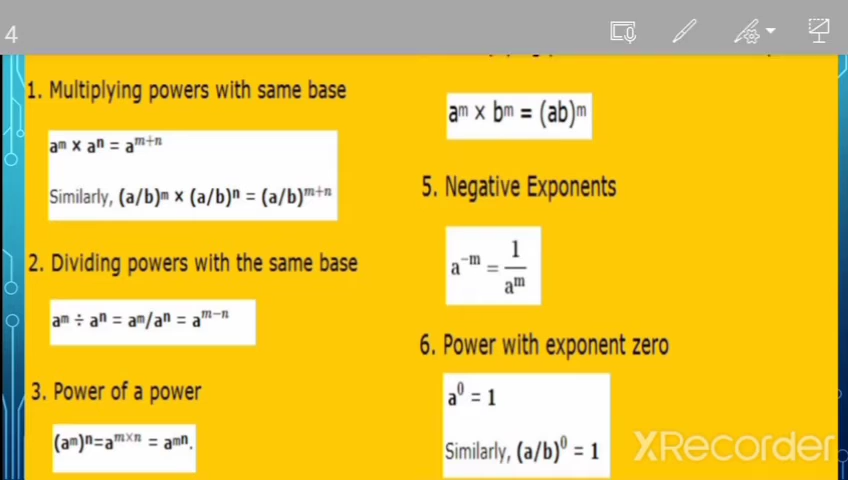 4
1. Multiplying powers with same base
aᵐ x aⁿ = aᵐ⁺ⁿ
Similarly, (a/b)ᵐ x (a/b)ⁿ = (a/b)ᵐ⁺ⁿ
2. Dividing powers with the same base
aᵐ ÷ aⁿ = aᵐ/aⁿ = aᵐ⁻ⁿ
3. Power of a power
(aᵐ)ⁿ=aᵐˣⁿ = aᵐⁿ.
aᵐ x bᵐ = (ab)ᵐ
5. Negative Exponents
a⁻ᵐ = 1/aᵐ
6. Power with exponent zero
a⁰ = 1
Similarly, (a/b)⁰ = 1
XRecorder